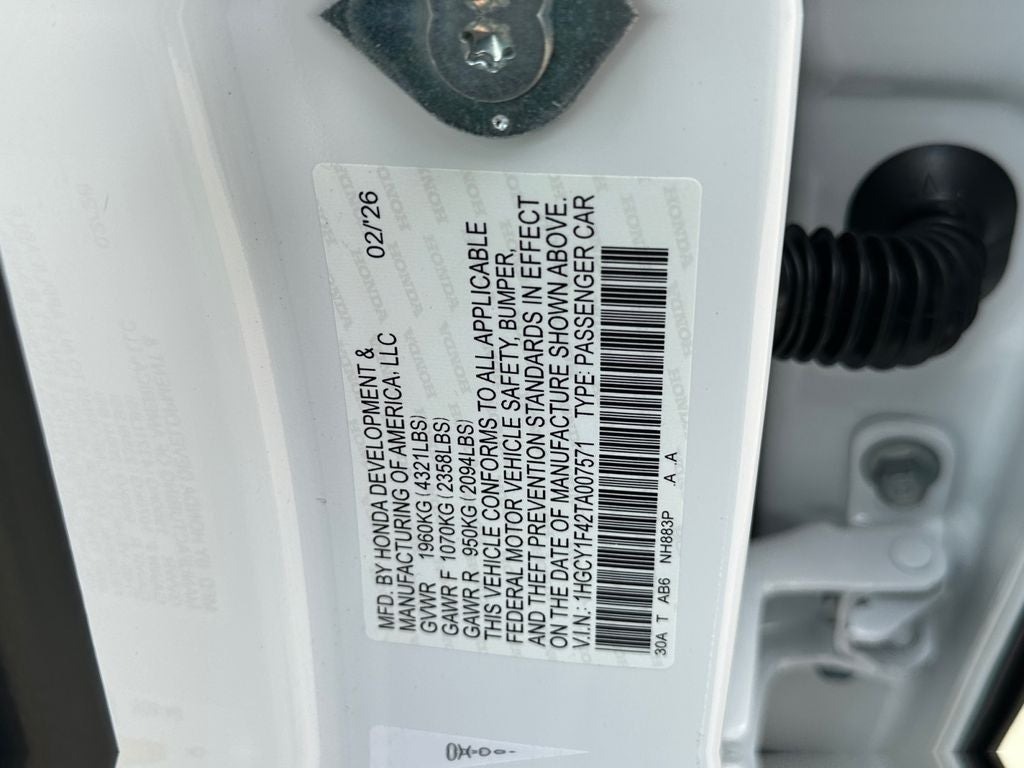 MFD. BY HONDA DEVELOPMENT & 02/'26
MANUFACTURING OF AMERICA, LLC
GVWR 1960KG (4321LBS)
GAWR F 1070KG (2358LBS)
GAWR R 950KG (2094LBS)
THIS VEHICLE CONFORMS TO ALL APPLICABLE
FEDERAL MOTOR VEHICLE SAFETY, BUMPER,
AND THEFT PREVENTION STANDARDS IN EFFECT
ON THE DATE OF MANUFACTURE SHOWN ABOVE.
V.I.N.: 1HGCY1F42TA007571 TYPE: PASSENGER CAR
30A T AB6 NH883P A A